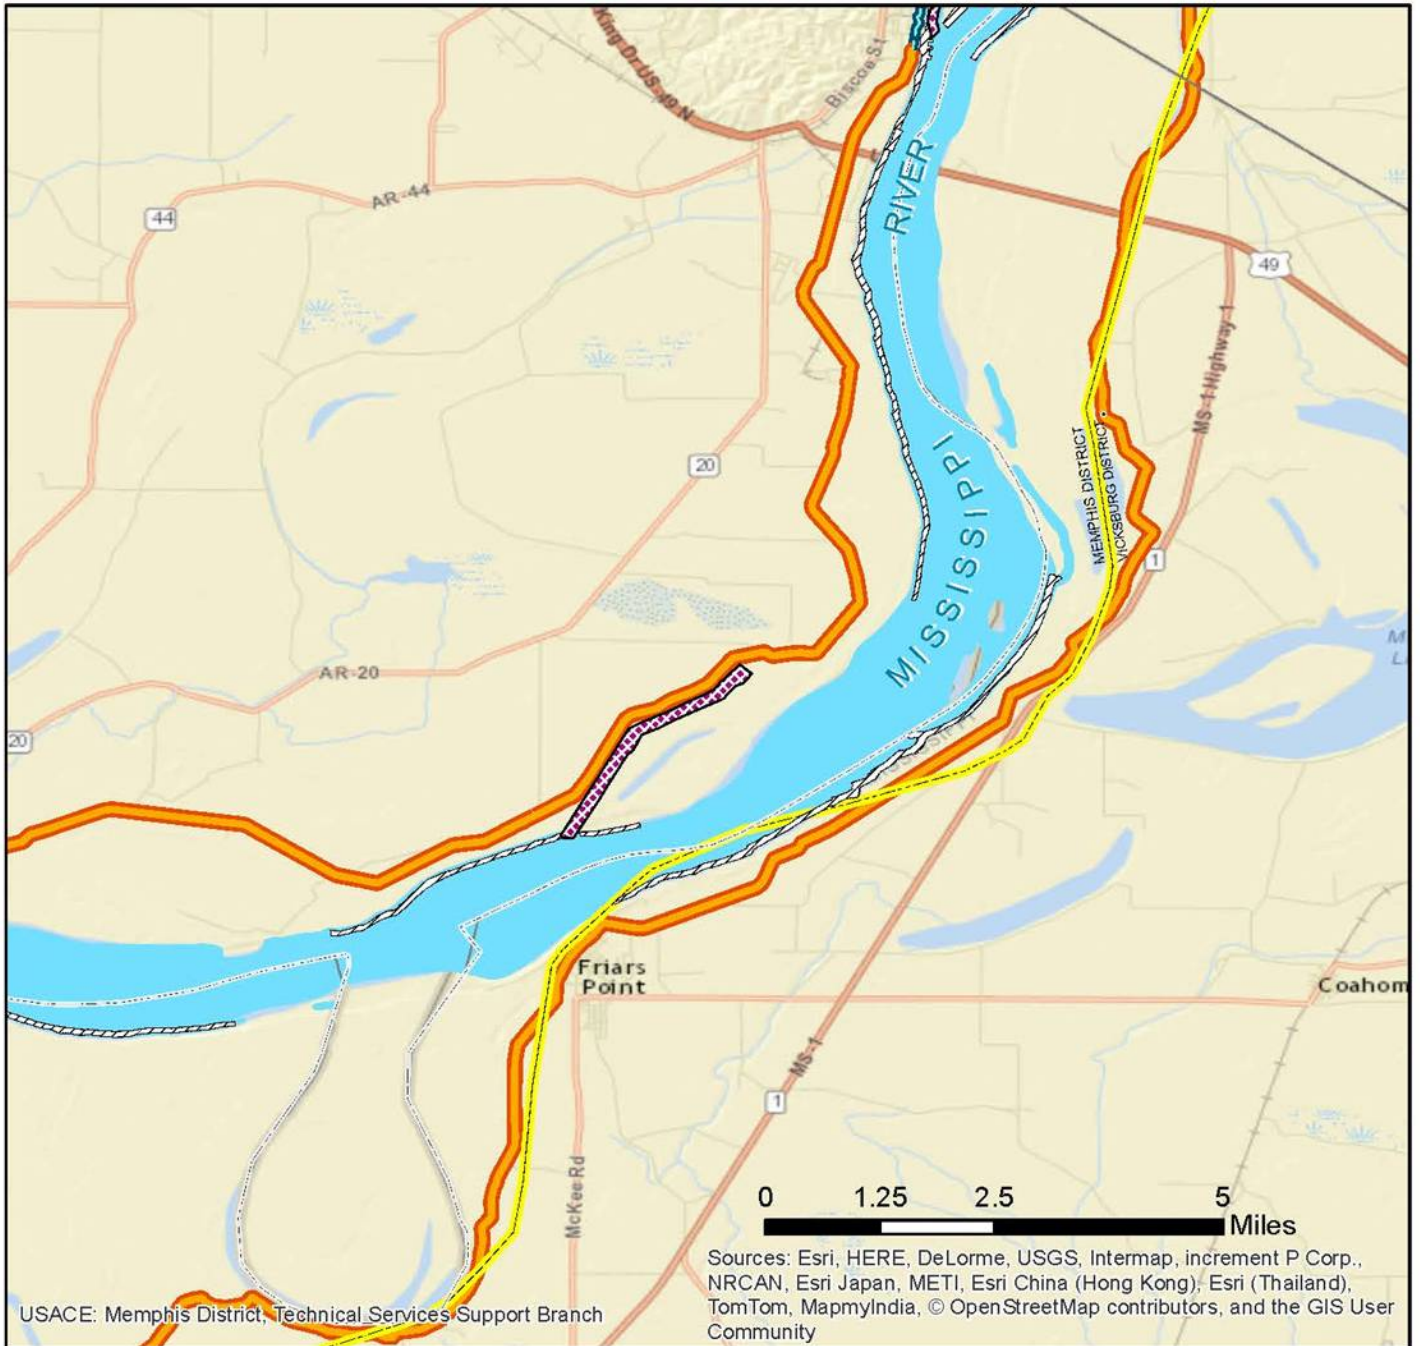 King Dr US-49 N
Biscoe St
RIVER
AR-44
44
49
MS-1 Highway 1
20
MISSISSIPPI
MEMPHIS DISTRICT
VICKSBURG DISTRICT
1
AR-20
20
MISSISSIPPI
Friars
Point
Coahom
MS-1
1
McKee Rd
0 1.25 2.5 5
Miles
Sources: Esri, HERE, DeLorme, USGS, Intermap, increment P Corp.,
NRCAN, Esri Japan, METI, Esri China (Hong Kong), Esri (Thailand),
TomTom, MapmyIndia, © OpenStreetMap contributors, and the GIS User
Community
USACE: Memphis District, Technical Services Support Branch